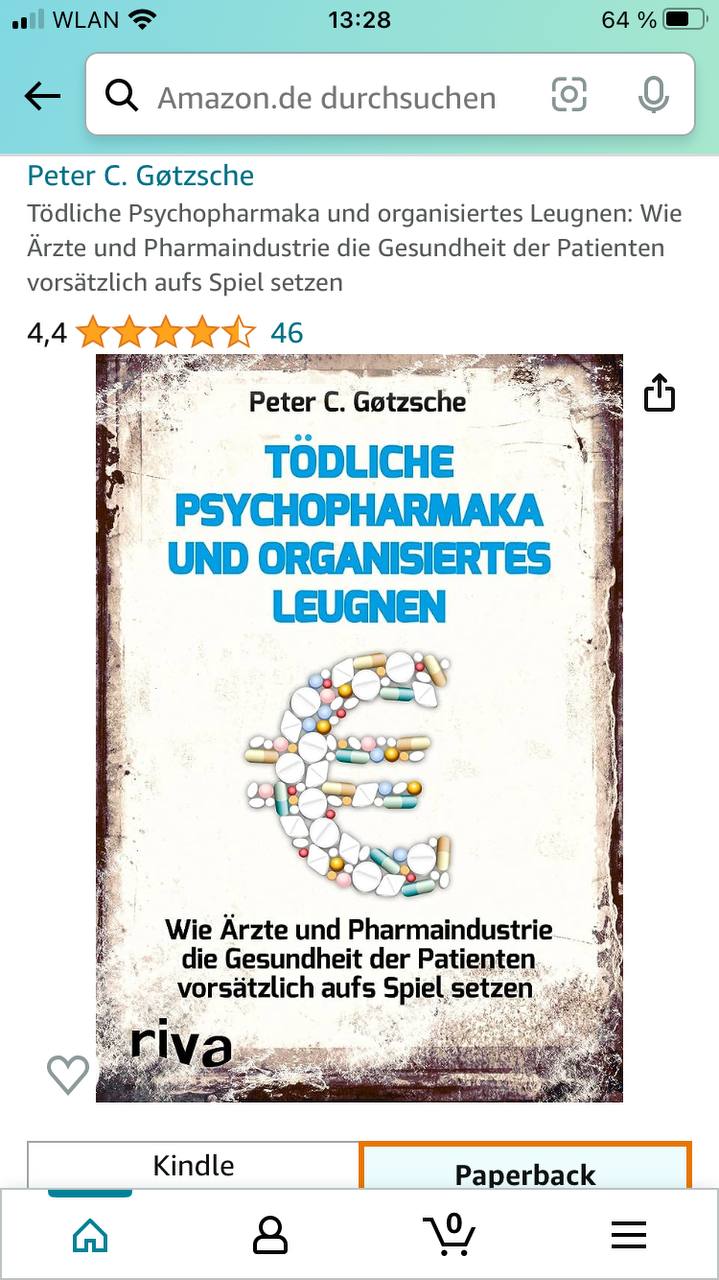 WLAN 13:28 64 %
Amazon.de durchsuchen
Peter C. Gøtzsche
Tödliche Psychopharmaka und organisiertes Leugnen: Wie
Ärzte und Pharmaindustrie die Gesundheit der Patienten
vorsätzlich aufs Spiel setzen
4,4 46
Peter C. Gøtzsche
TÖDLICHE
PSYCHOPHARMAKA
UND ORGANISIERTES
LEUGNEN
€
Wie Ärzte und Pharmaindustrie
die Gesundheit der Patienten
vorsätzlich aufs Spiel setzen
riva
Kindle Paperback
0